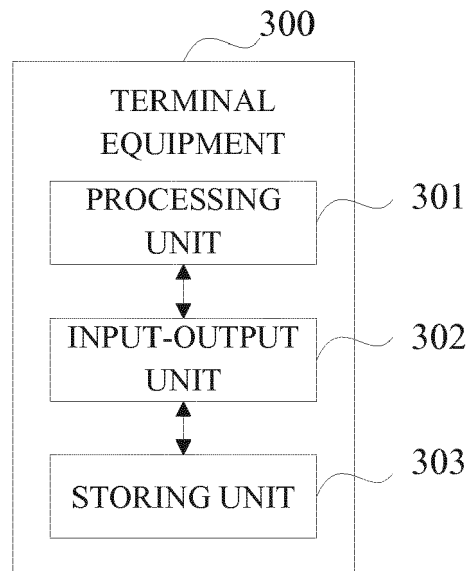 300
TERMINAL
EQUIPMENT
PROCESSING
UNIT
301
INPUT-OUTPUT
UNIT
302
STORING UNIT
303